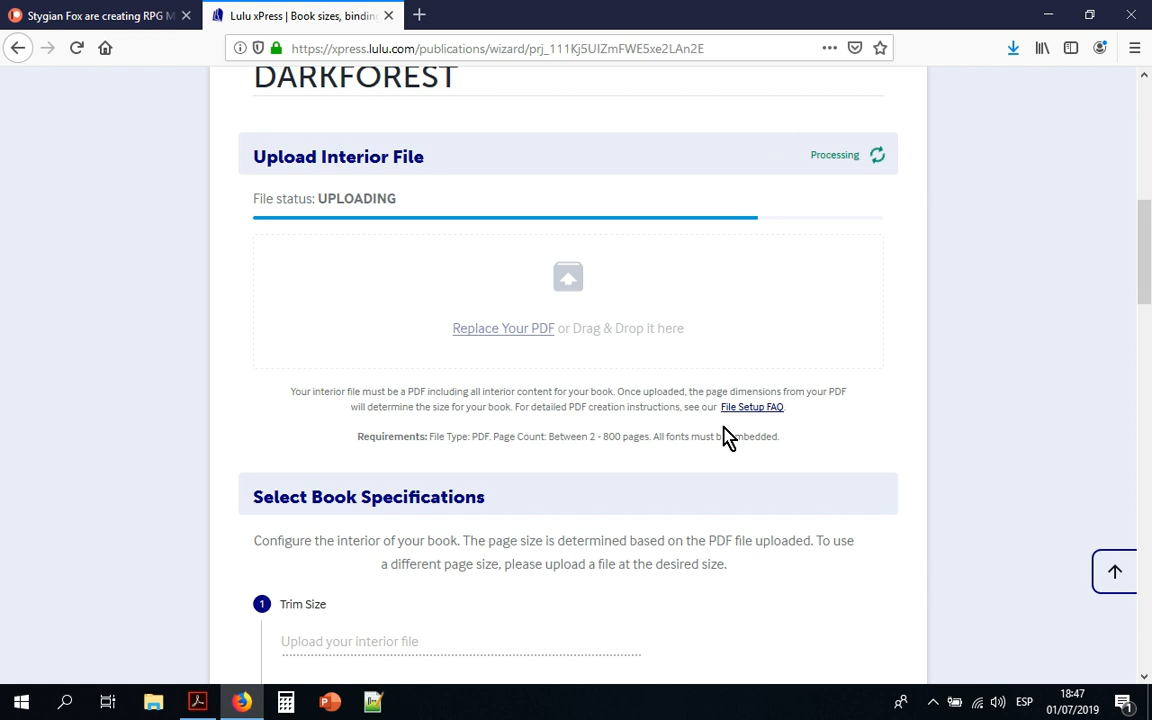 Stygian Fox are creating RPG M
Lulu xPress | Book sizes, bindin
https://xpress.lulu.com/publications/wizard/prj_111Kj5UIZmFWE5xe2LAn2E
DARKFOREST
Upload Interior File
Processing
File status: UPLOADING
Replace Your PDF or Drag & Drop it here
Your interior file must be a PDF including all interior content for your book. Once uploaded, the page dimensions from your PDF
will determine the size for your book. For detailed PDF creation instructions, see our File Setup FAQ.
Requirements: File Type: PDF. Page Count: Between 2 - 800 pages. All fonts must be embedded.
Select Book Specifications
Configure the interior of your book. The page size is determined based on the PDF file uploaded. To use
a different page size, please upload a file at the desired size.
1 Trim Size
Upload your interior file
ESP
18:47
01/07/2019
1